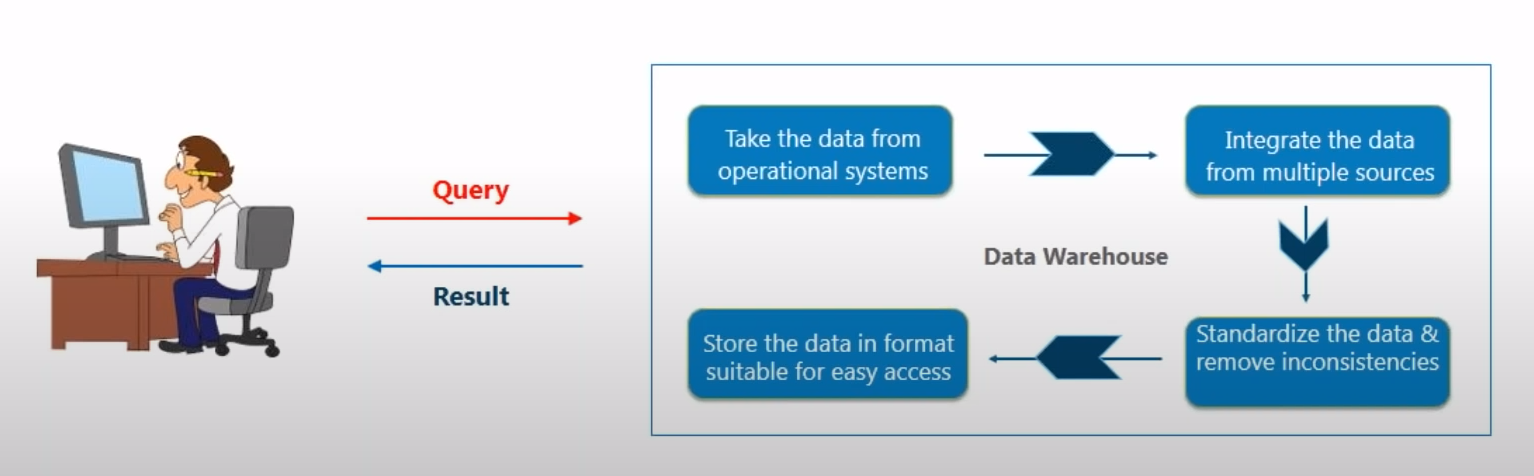 Query
Result
Take the data from
operational systems
Integrate the data
from multiple sources
Data Warehouse
Standardize the data &
remove inconsistencies
Store the data in format
suitable for easy access